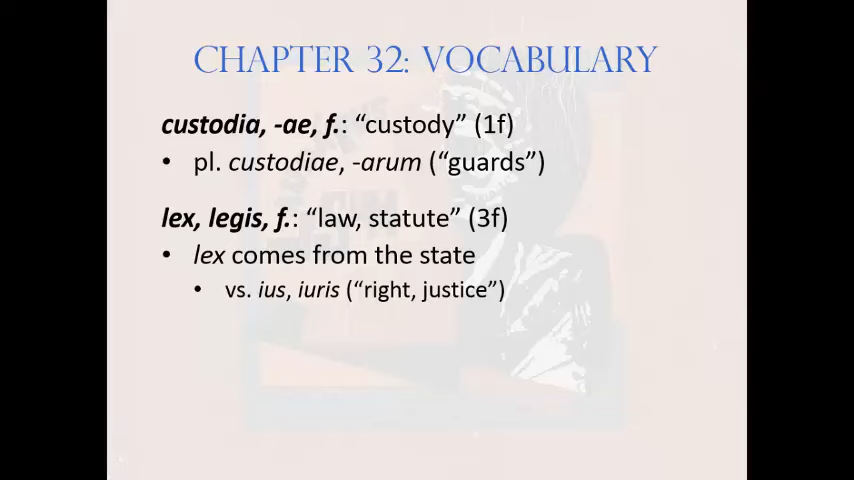 CHAPTER 32: VOCABULARY
custodia, -ae, f.: “custody” (1f)
• pl. custodiae, -arum (“guards”)
lex, legis, f.: “law, statute” (3f)
• lex comes from the state
• vs. ius, iuris (“right, justice”)